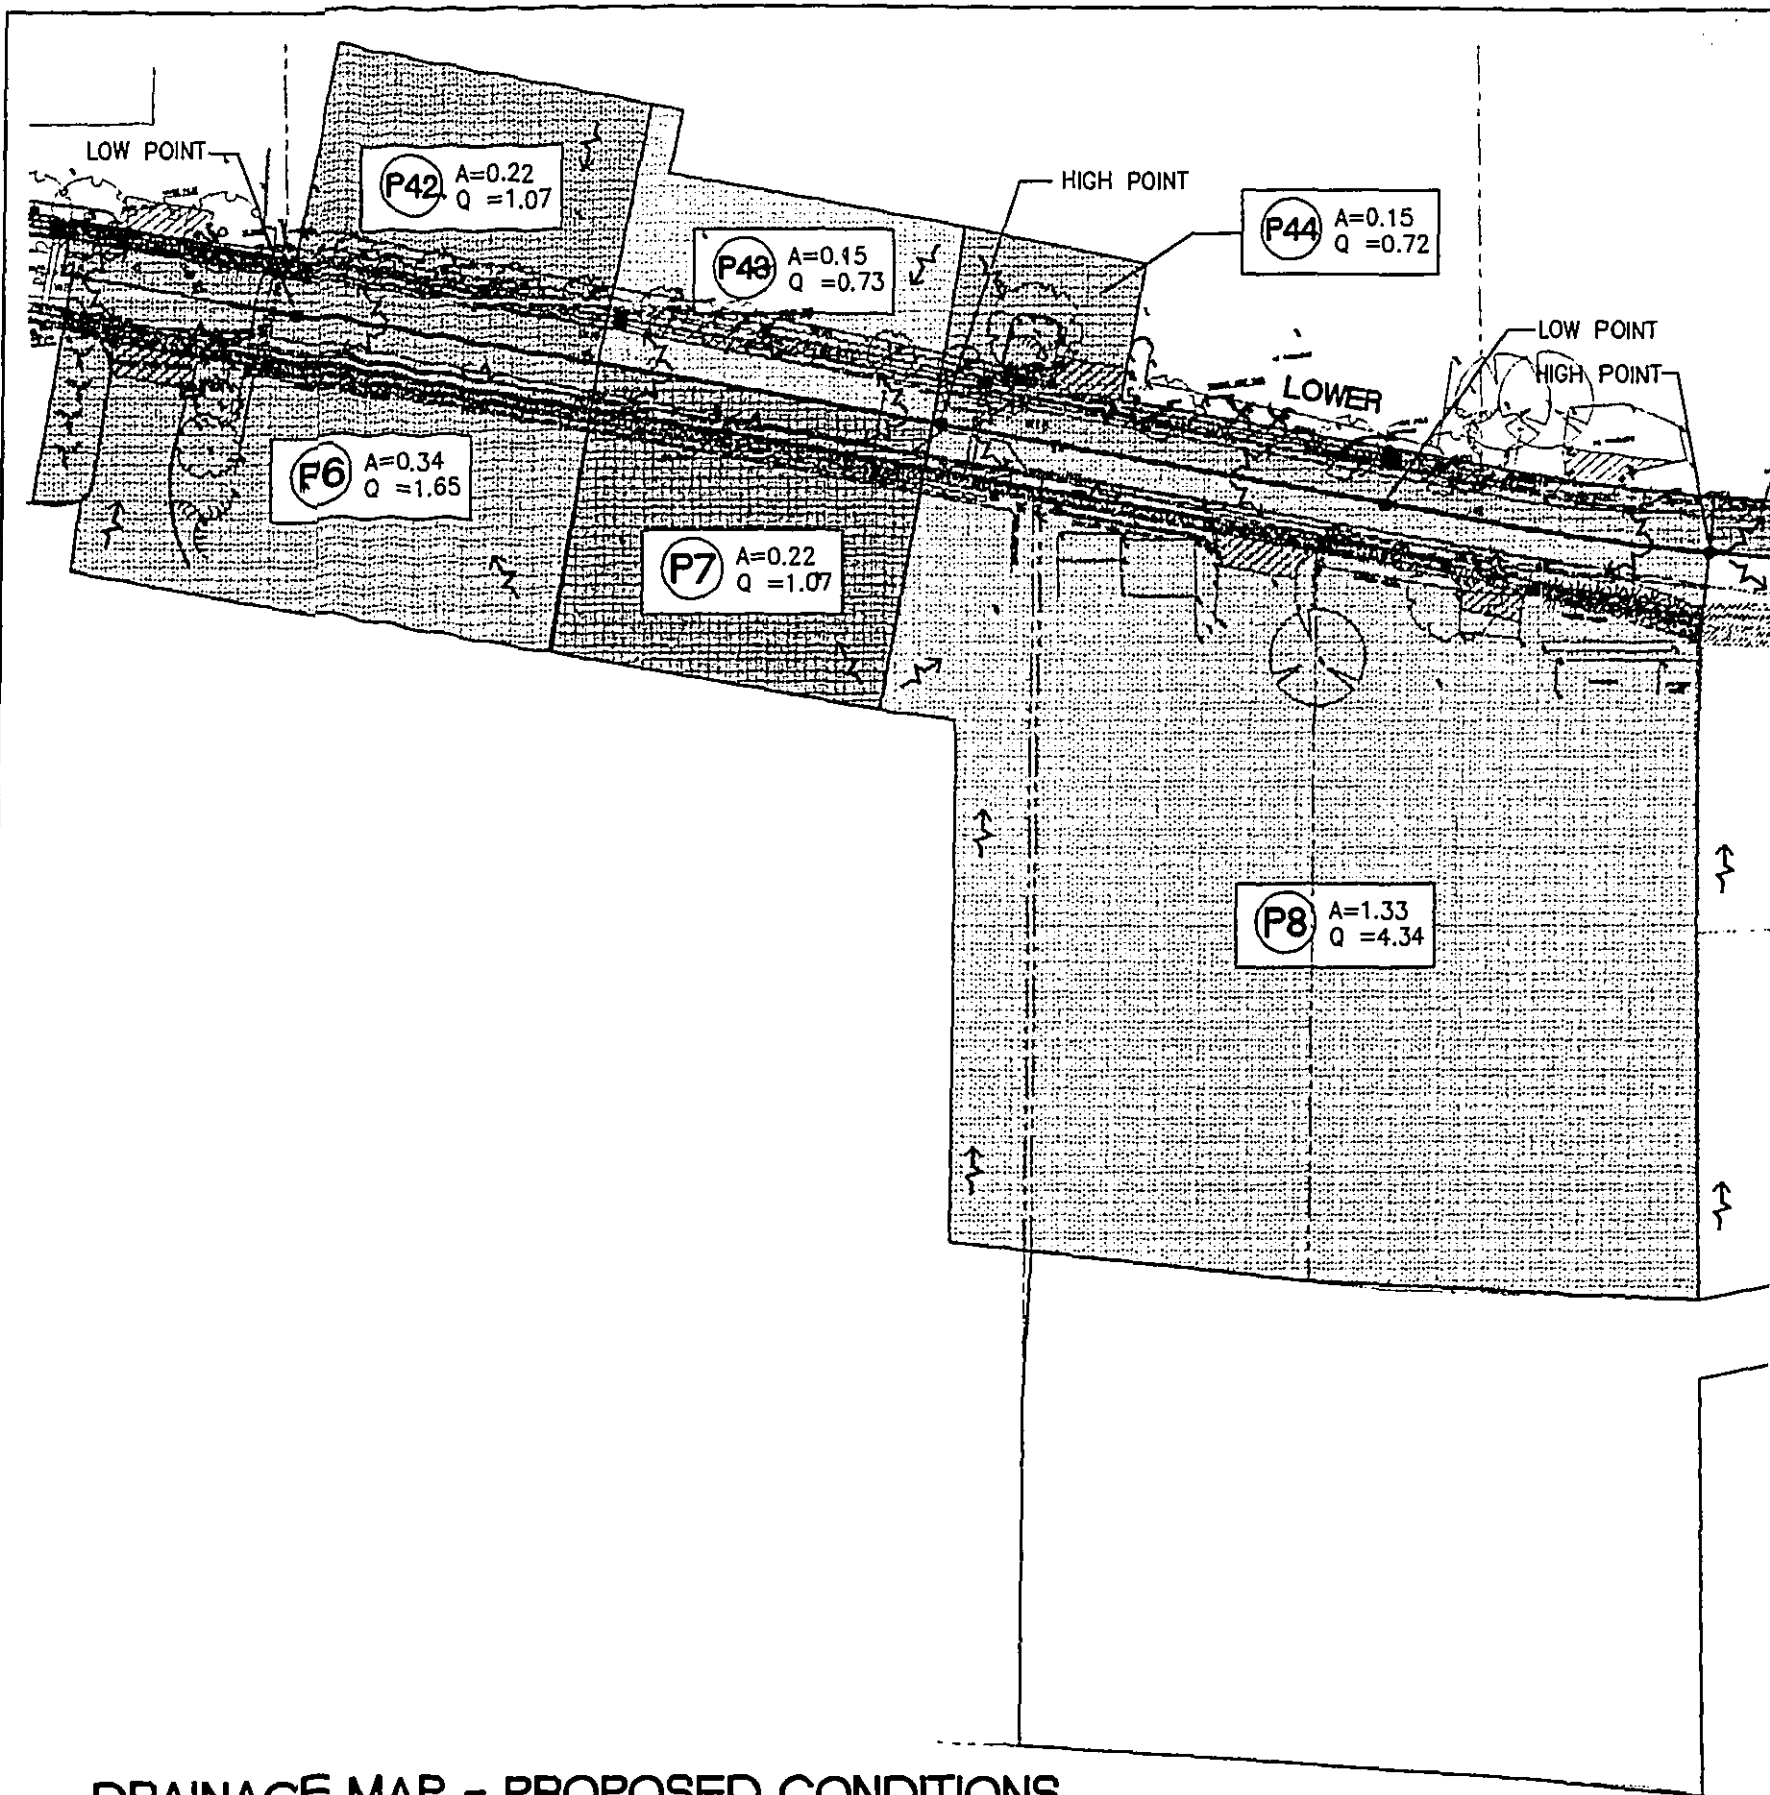 LOW POINT
P42 A=0.22
Q =1.07
HIGH POINT
P44 A=0.15
Q =0.72
P43 A=0.15
Q =0.73
LOW POINT
HIGH POINT
LOWER
P6 A=0.34
Q =1.65
P7 A=0.22
Q =1.07
P8 A=1.33
Q =4.34
DRAINAGE MAP - PROPOSED CONDITIONS